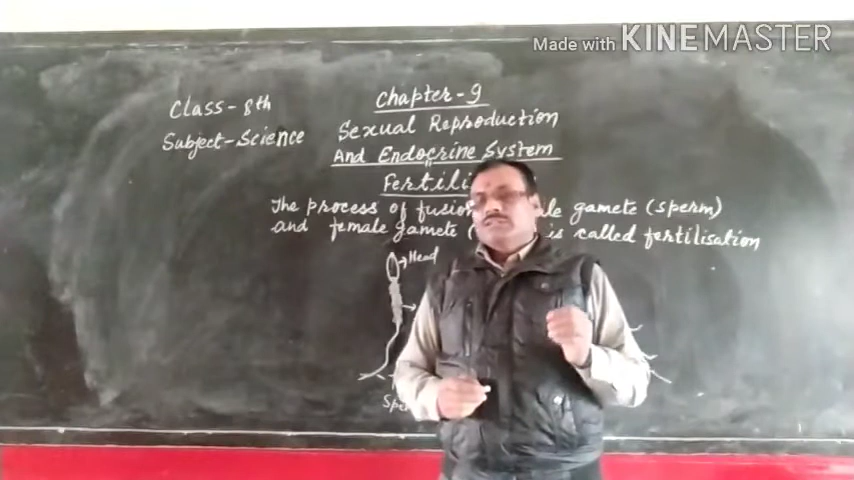 Made with KINEMASTER
Class-8th
Subject-Science
Chapter-9
Sexual Reproduction
And Endocrine System
Fertili
The process of fusion gamete (sperm)
and female gamete ( is called fertilisation
Head